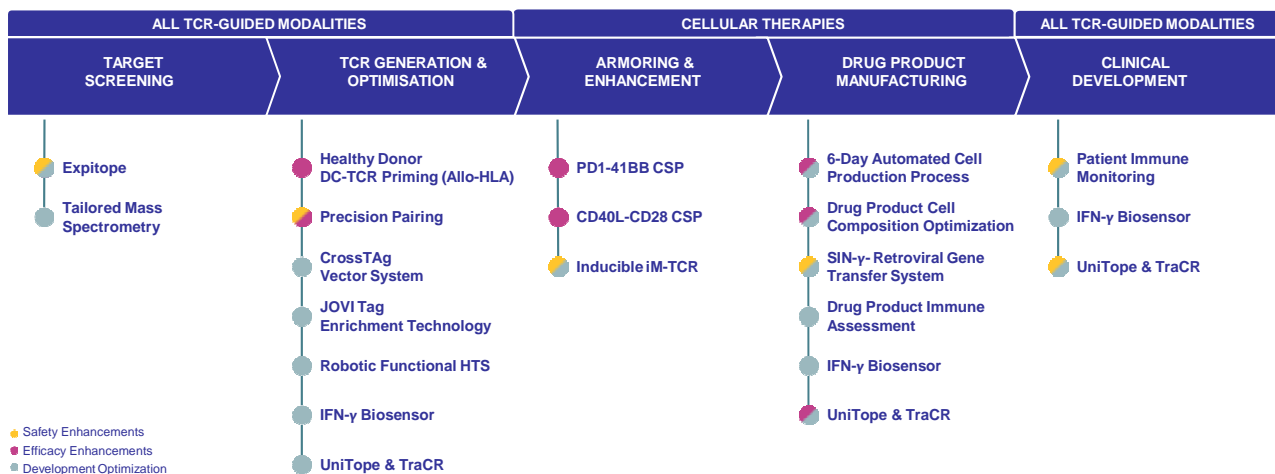 ALL TCR-GUIDED MODALITIES
CELLULAR THERAPIES
ALL TCR-GUIDED MODALITIES
TARGET
SCREENING
TCR GENERATION &
OPTIMISATION
ARMORING &
ENHANCEMENT
DRUG PRODUCT
MANUFACTURING
CLINICAL
DEVELOPMENT
Expitope
Tailored Mass
Spectrometry
Healthy Donor
DC-TCR Priming (Allo-HLA)
Precision Pairing
CrossTAg
Vector System
JOVI Tag
Enrichment Technology
Robotic Functional HTS
IFN-γ Biosensor
UniTope & TraCR
PD1-41BB CSP
CD40L-CD28 CSP
Inducible iM-TCR
6-Day Automated Cell
Production Process
Drug Product Cell
Composition Optimization
SIN-γ- Retroviral Gene
Transfer System
Drug Product Immune
Assessment
IFN-γ Biosensor
UniTope & TraCR
Patient Immune
Monitoring
IFN-γ Biosensor
UniTope & TraCR
Safety Enhancements
Efficacy Enhancements
Development Optimization